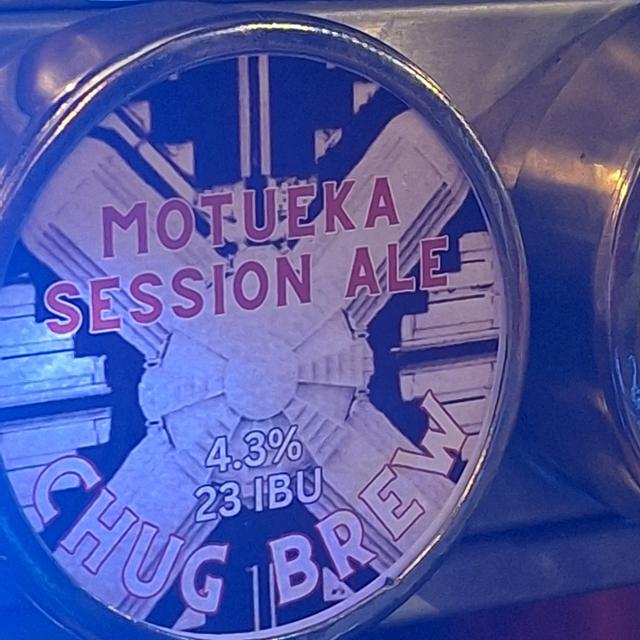 MOTUEKA
SESSION ALE
4.3%
23 IBU
CHUG BREW